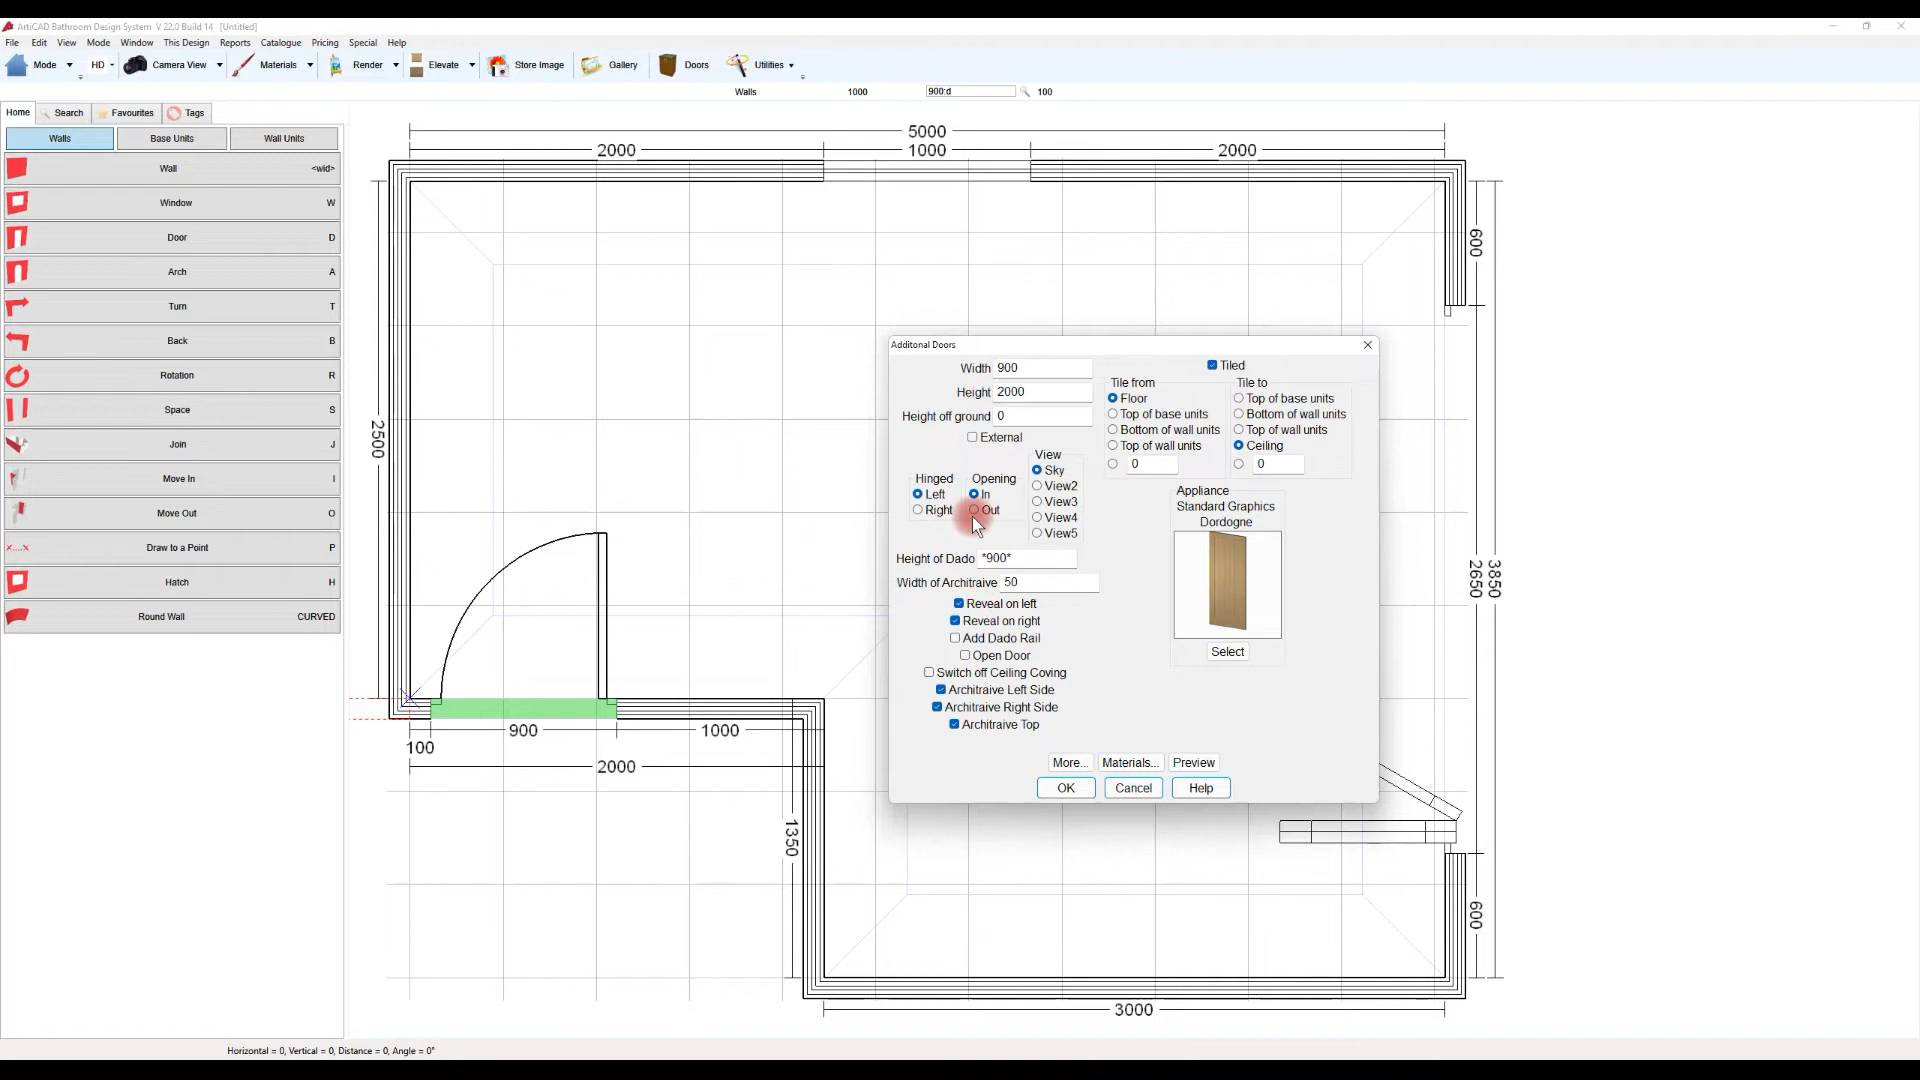 ArtiCAD Bathroom Design System V 22.0 Build 14 [Untitled]
File Edit View Mode Window This Design Reports Catalogue Pricing Special Help
Mode HD Camera View Materials Render Elevate Store Image Gallery Doors Utilities
Walls 1000 900:d 100
Home Search Favourites Tags
Walls Base Units Wall Units
Wall <wid>
Window W
Door D
Arch A
Turn T
Back B
Rotation R
Space S
Join J
Move In I
Move Out O
Draw to a Point P
Hatch H
Round Wall CURVED
5000
2000 1000 2000
600
2500
3850
2650
900 1000
100
2000
1350
600
3000
Additonal Doors
Width 900
Height 2000
Height off ground 0
External
Hinged
Left
Right
Opening
In
Out
View
Sky
View2
View3
View4
View5
Height of Dado *900*
Width of Architraive 50
Reveal on left
Reveal on right
Add Dado Rail
Open Door
Switch off Ceiling Coving
Architraive Left Side
Architraive Right Side
Architraive Top
Tiled
Tile from
Floor
Top of base units
Bottom of wall units
Top of wall units
0
Tile to
Top of base units
Bottom of wall units
Top of wall units
Ceiling
0
Appliance
Standard Graphics
Dordogne
Select
More... Materials... Preview
OK Cancel Help
Horizontal = 0, Vertical = 0, Distance = 0, Angle = 0°